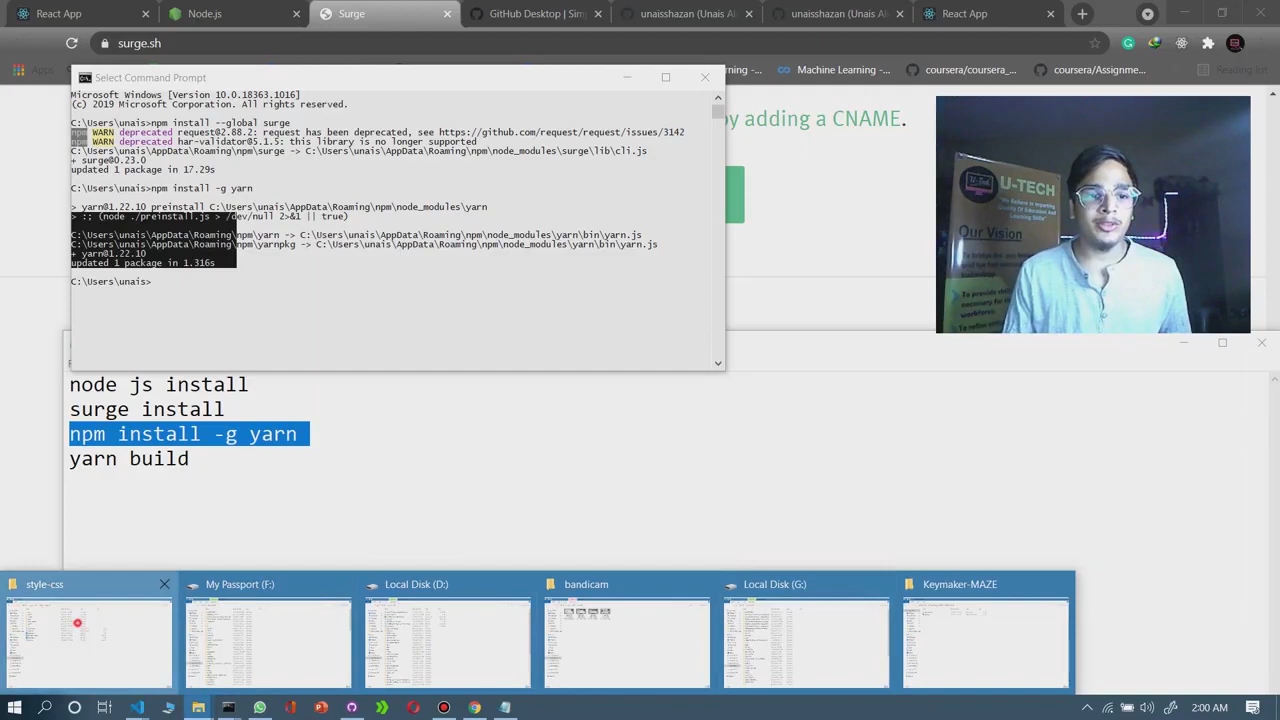 React App
Node.js
Surge
GitHub Desktop | Sim
unaisshazan (Unais Al
unaisshazan (Unais A
React App
surge.sh
Apps
rning -...
Machine Learning -...
coursera/coursera_...
coursera/Assignme...
Reading list
Select Command Prompt
Microsoft Windows [Version 10.0.18363.1016]
(c) 2019 Microsoft Corporation. All rights reserved.
C:\Users\unais>npm install --global surge
npm WARN deprecated request@2.88.2: request has been deprecated, see https://github.com/request/request/issues/3142
npm WARN deprecated har-validator@5.1.5: this library is no longer supported
C:\Users\unais\AppData\Roaming\npm\surge -> C:\Users\unais\AppData\Roaming\npm\node_modules\surge\lib\cli.js
+ surge@0.23.0
updated 1 package in 17.29s
C:\Users\unais>npm install -g yarn
> yarn@1.22.10 preinstall C:\Users\unais\AppData\Roaming\npm\node_modules\yarn
> :; (node ./preinstall.js > /dev/null 2>&1 || true)
C:\Users\unais\AppData\Roaming\npm\yarn -> C:\Users\unais\AppData\Roaming\npm\node_modules\yarn\bin\yarn.js
C:\Users\unais\AppData\Roaming\npm\yarnpkg -> C:\Users\unais\AppData\Roaming\npm\node_modules\yarn\bin\yarn.js
+ yarn@1.22.10
updated 1 package in 1.316s
C:\Users\unais>
by adding a CNAME.
U-TECH
Our Vision
node js install
surge install
npm install -g yarn
yarn build
style-css
My Passport (F:)
Local Disk (D:)
bandicam
Local Disk (G:)
Keymaker-MAZE
2:00 AM